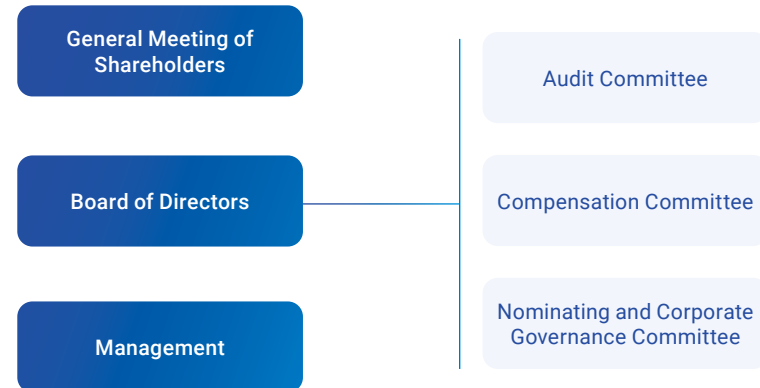 General Meeting of
Shareholders
Board of Directors
Management
Audit Committee
Compensation Committee
Nominating and Corporate
Governance Committee